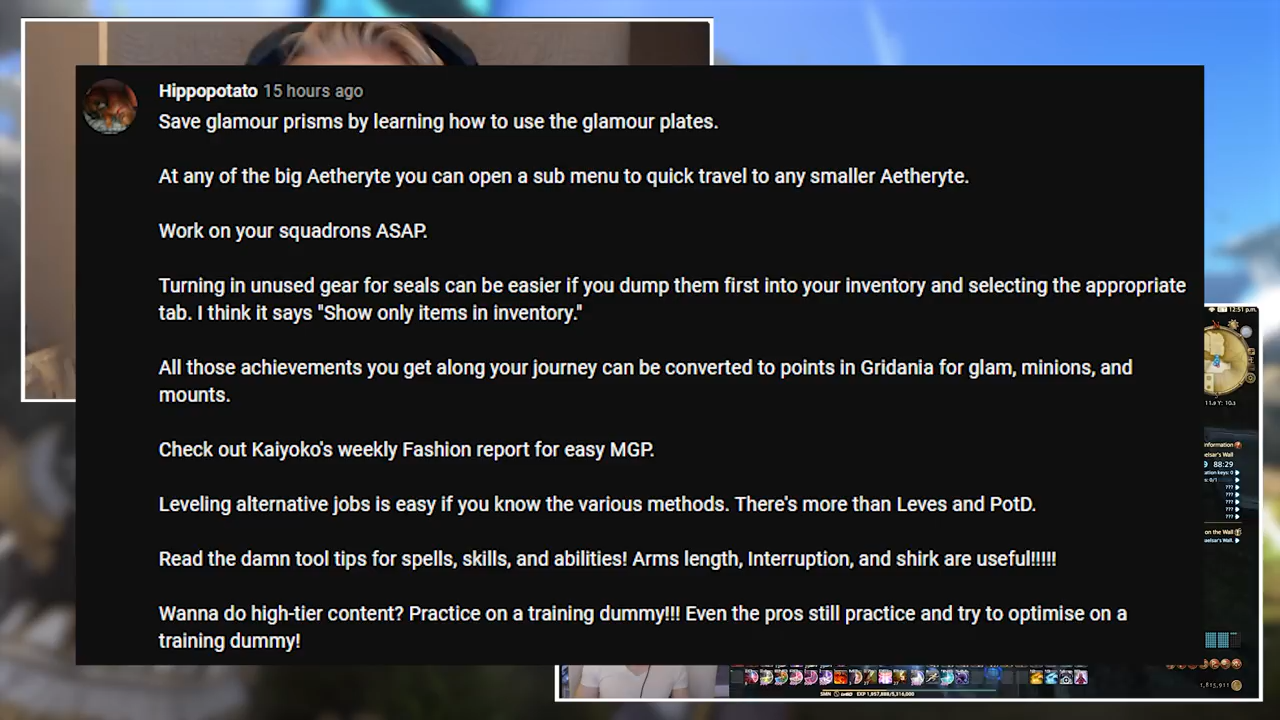 Hippopotato 15 hours ago
Save glamour prisms by learning how to use the glamour plates.
At any of the big Aetheryte you can open a sub menu to quick travel to any smaller Aetheryte.
Work on your squadrons ASAP.
Turning in unused gear for seals can be easier if you dump them first into your inventory and selecting the appropriate
tab. I think it says "Show only items in inventory."
All those achievements you get along your journey can be converted to points in Gridania for glam, minions, and
mounts.
Check out Kaiyoko's weekly Fashion report for easy MGP.
Leveling alternative jobs is easy if you know the various methods. There's more than Leves and PotD.
Read the damn tool tips for spells, skills, and abilities! Arms length, Interruption, and shirk are useful!!!!!
Wanna do high-tier content? Practice on a training dummy!!! Even the pros still practice and try to optimise on a
training dummy!
12:51 p.m.
88:29